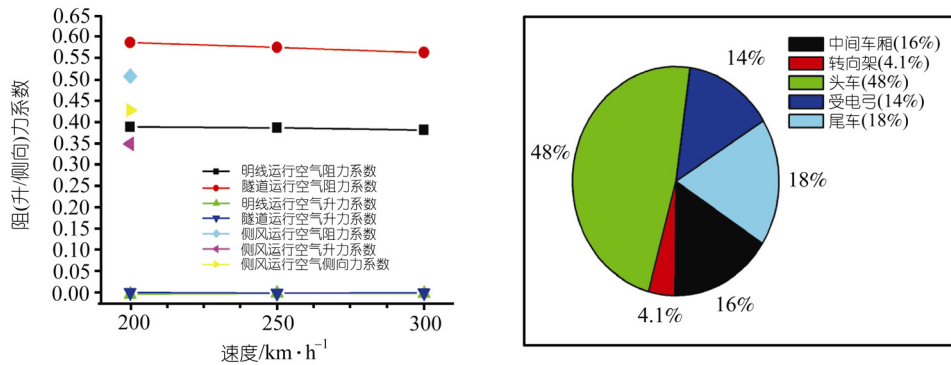 0.65
0.60
0.55
0.50
0.45
0.40
0.35
0.30
0.25
0.20
0.15
0.10
0.05
0.00
阻(升/侧向)力系数
明线运行空气阻力系数
隧道运行空气阻力系数
明线运行空气升力系数
隧道运行空气升力系数
侧风运行空气阻力系数
侧风运行空气升力系数
侧风运行空气侧向力系数
200 250 300
速度/km·h⁻¹
中间车厢(16%)
转向架(4.1%)
头车(48%)
受电弓(14%)
尾车(18%)
14%
48%
18%
16%
4.1%